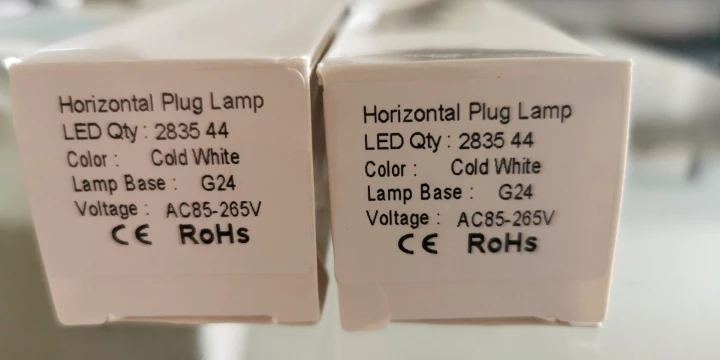 Horizontal Plug Lamp
LED Qty : 2835 44
Color : Cold White
Lamp Base : G24
Voltage : AC85-265V
CE RoHs
Horizontal Plug Lamp
LED Qty : 2835 44
Color : Cold White
Lamp Base : G24
Voltage : AC85-265V
CE RoHs